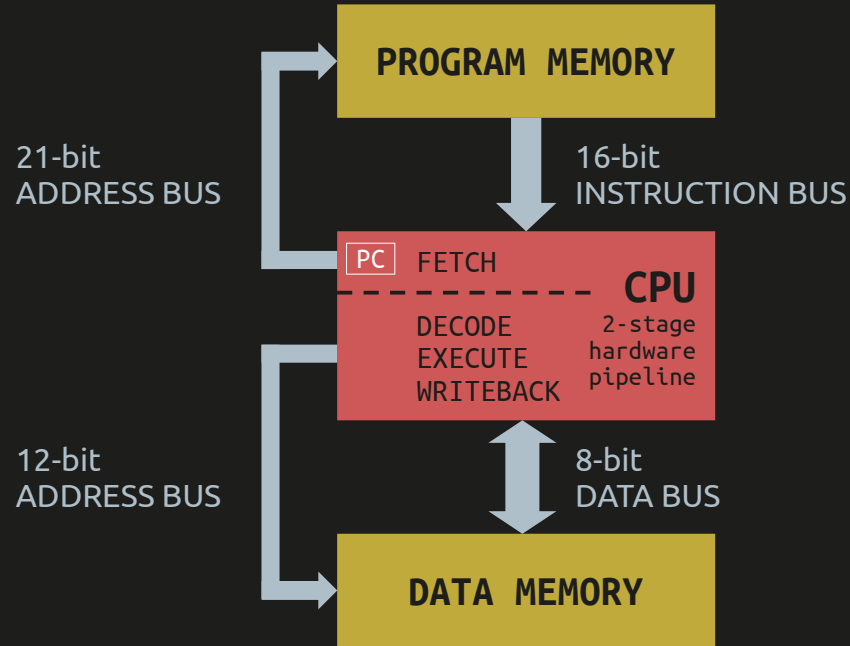 PROGRAM MEMORY
21-bit
ADDRESS BUS
16-bit
INSTRUCTION BUS
PC
FETCH
CPU
2-stage
hardware
pipeline
DECODE
EXECUTE
WRITEBACK
12-bit
ADDRESS BUS
8-bit
DATA BUS
DATA MEMORY